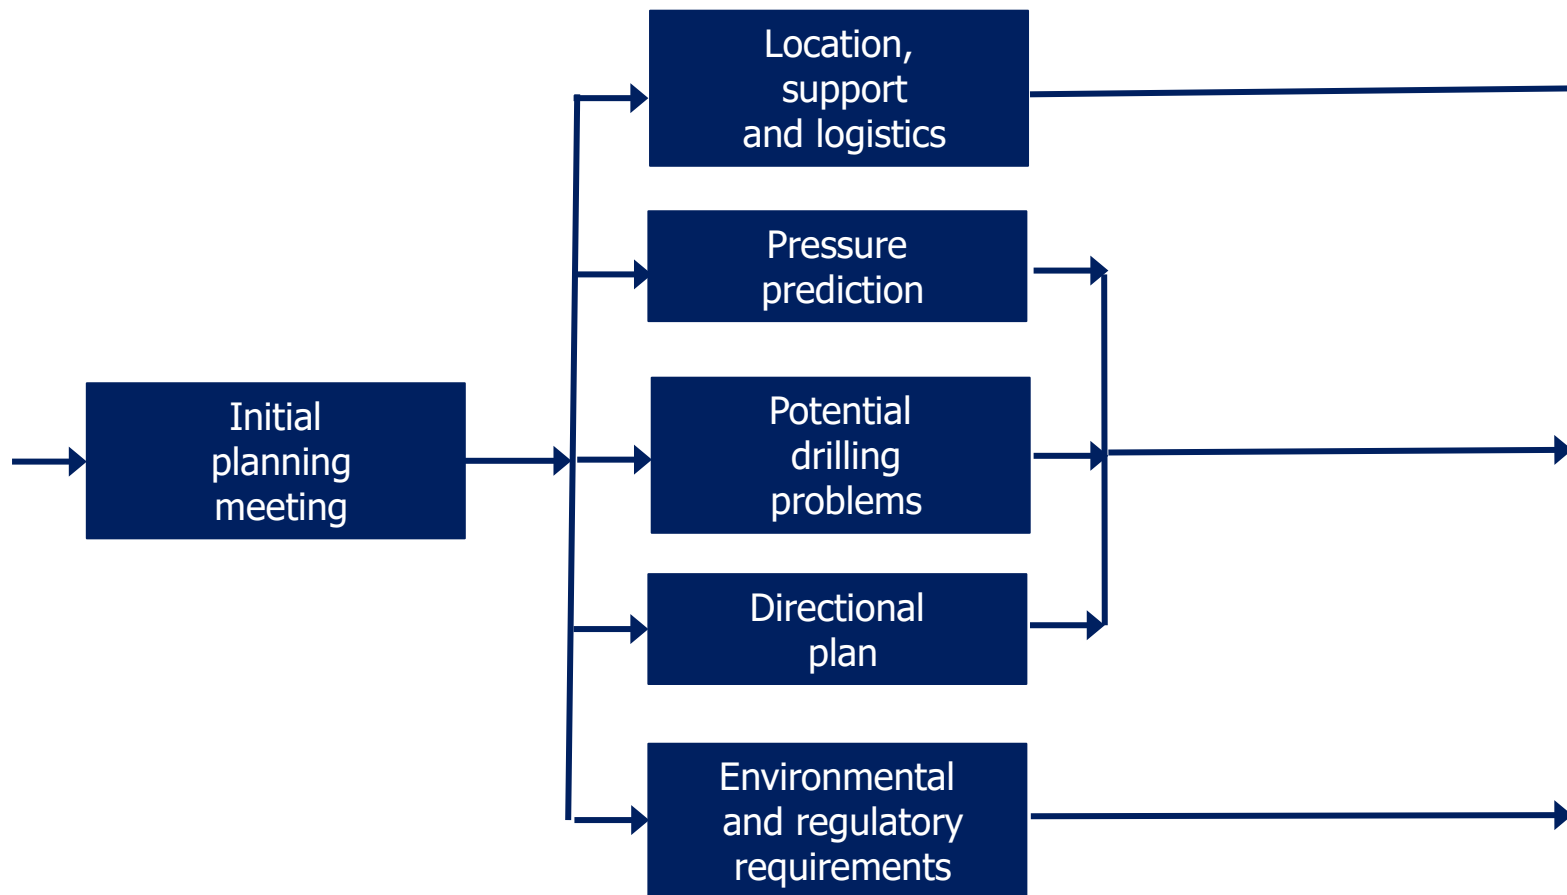 Location,
support
and logistics
Pressure
prediction
Initial
planning
meeting
Potential
drilling
problems
Directional
plan
Environmental
and regulatory
requirements